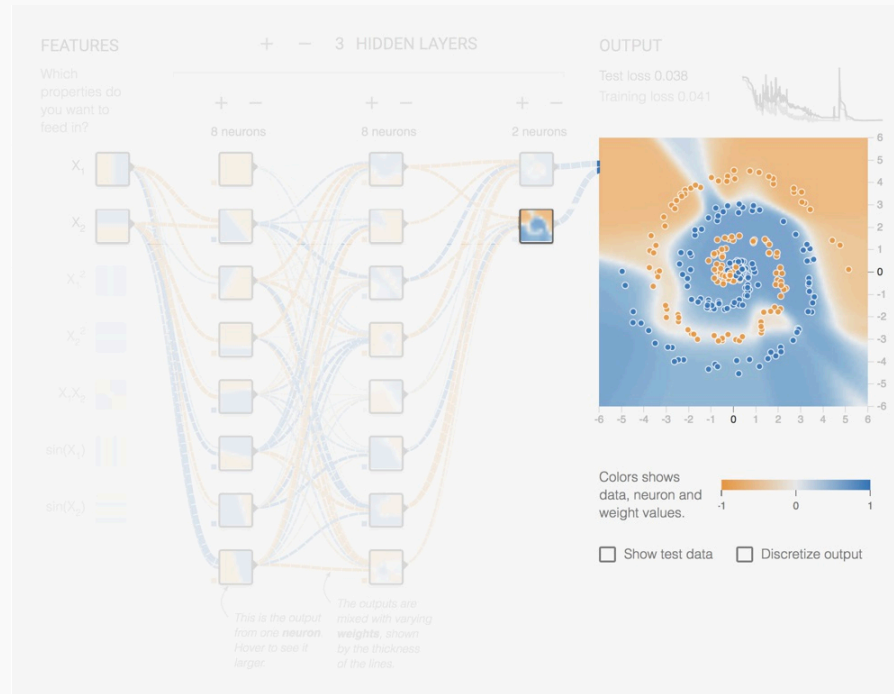 FEATURES
+ − 3 HIDDEN LAYERS
OUTPUT
Which
properties do
you want to
feed in?
Test loss 0.038
Training loss 0.041
+ −
+ −
+ −
8 neurons
8 neurons
2 neurons
X₁
X₂
X₁²
X₂²
X₁X₂
sin(X₁)
sin(X₂)
6
5
4
3
2
1
0
-1
-2
-3
-4
-5
-6
-6 -5 -4 -3 -2 -1 0 1 2 3 4 5 6
This is the output
from one neuron.
Hover to see it
larger.
The outputs are
mixed with varying
weights, shown
by the thickness
of the lines.
Colors shows
data, neuron and
weight values.
-1 0 1
Show test data
Discretize output